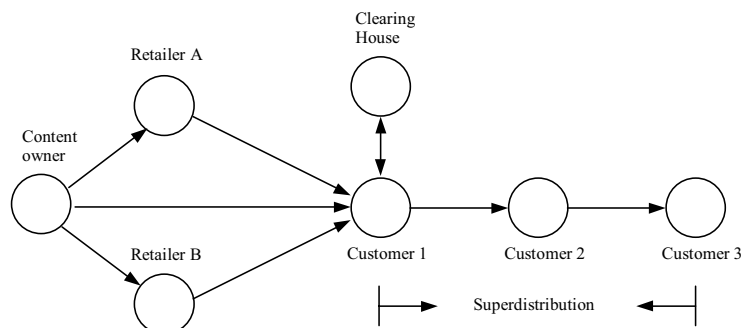 Clearing
House
Retailer A
Content
owner
Retailer B
Customer 1
Customer 2
Customer 3
Superdistribution